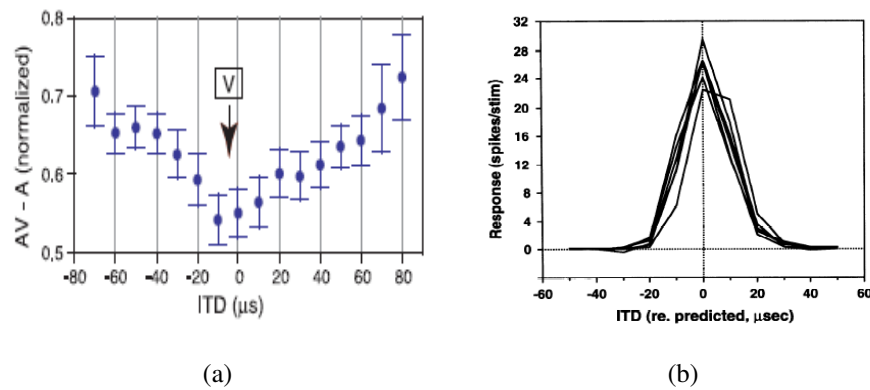 0.8
0.7
0.6
0.5
AV - A (normalized)
V
-80 -60 -40 -20 0 20 40 60 80
ITD (μs)
(a)
32
28
24
20
16
12
8
4
0
Response (spikes/stim)
-60 -40 -20 0 20 40 60
ITD (re. predicted, μsec)
(b)